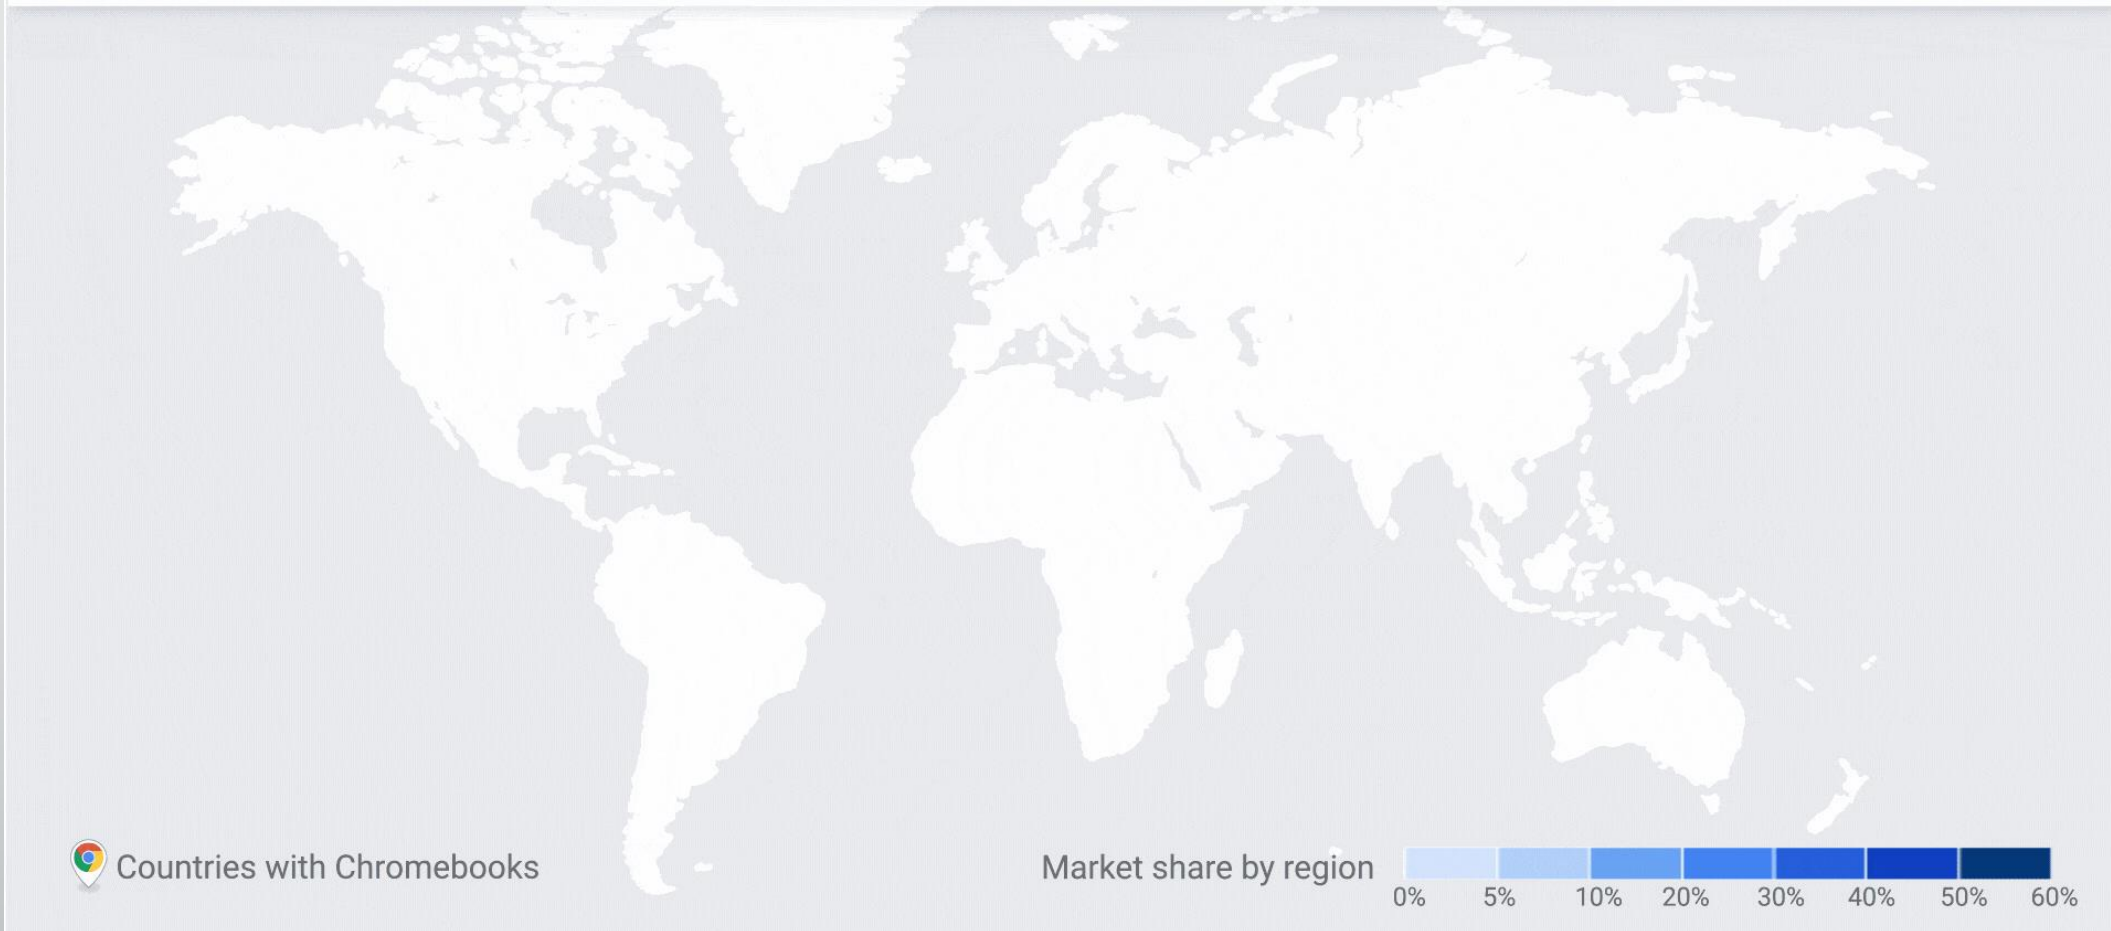 Countries with Chromebooks
Market share by region
0% 5% 10% 20% 30% 40% 50% 60%